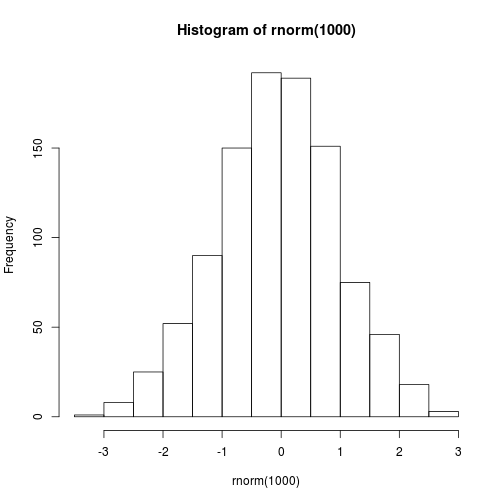 Histogram of rnorm(1000)
Frequency
150
100
50
0
-3 -2 -1 0 1 2 3
rnorm(1000)